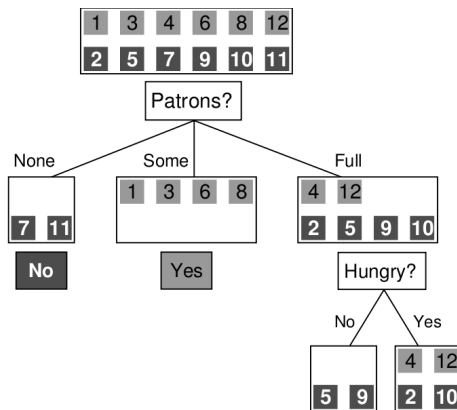 1 3 4 6 8 12
2 5 7 9 10 11
Patrons?
None Some Full
1 3 6 8 4 12
7 11 2 5 9 10
No Yes Hungry?
No Yes
4 12
5 9 2 10